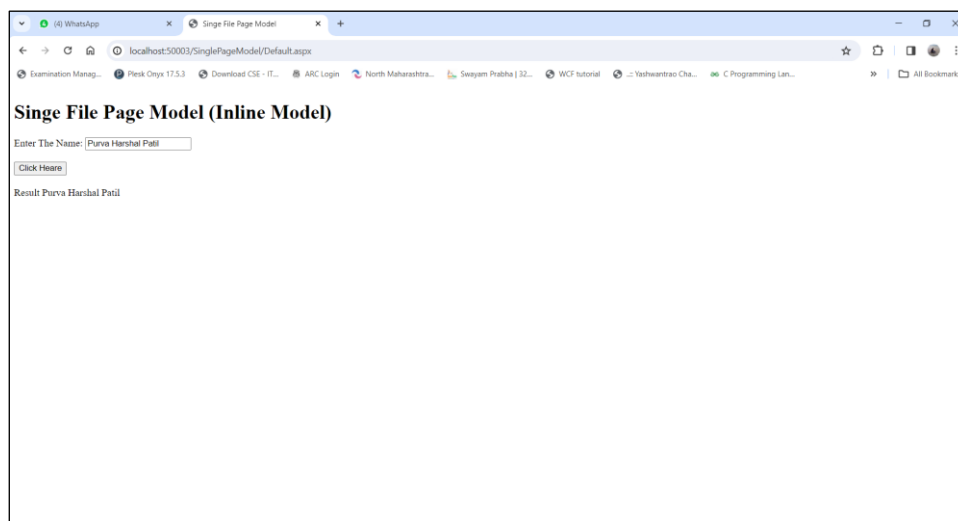 (4) WhatsApp
Singe File Page Model
localhost:50003/SinglePageModel/Default.aspx
Examination Manag... Plesk Onyx 17.5.3 Download CSE - IT... ARC Login North Maharashtra... Swayam Prabha | 32... WCF tutorial ..: Yashwantrao Cha... C Programming Lan... » All Bookmark
Singe File Page Model (Inline Model)
Enter The Name: Purva Harshal Patil
Click Heare
Result Purva Harshal Patil